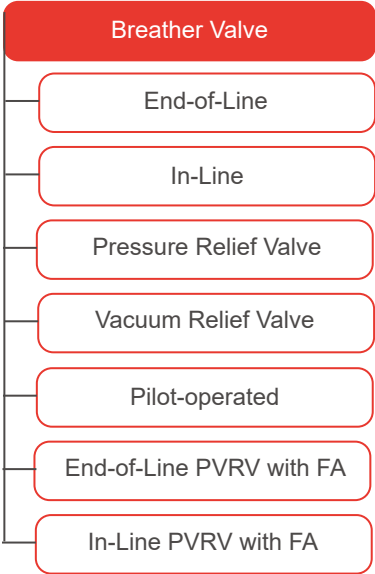 Breather Valve
End-of-Line
In-Line
Pressure Relief Valve
Vacuum Relief Valve
Pilot-operated
End-of-Line PVRV with FA
In-Line PVRV with FA